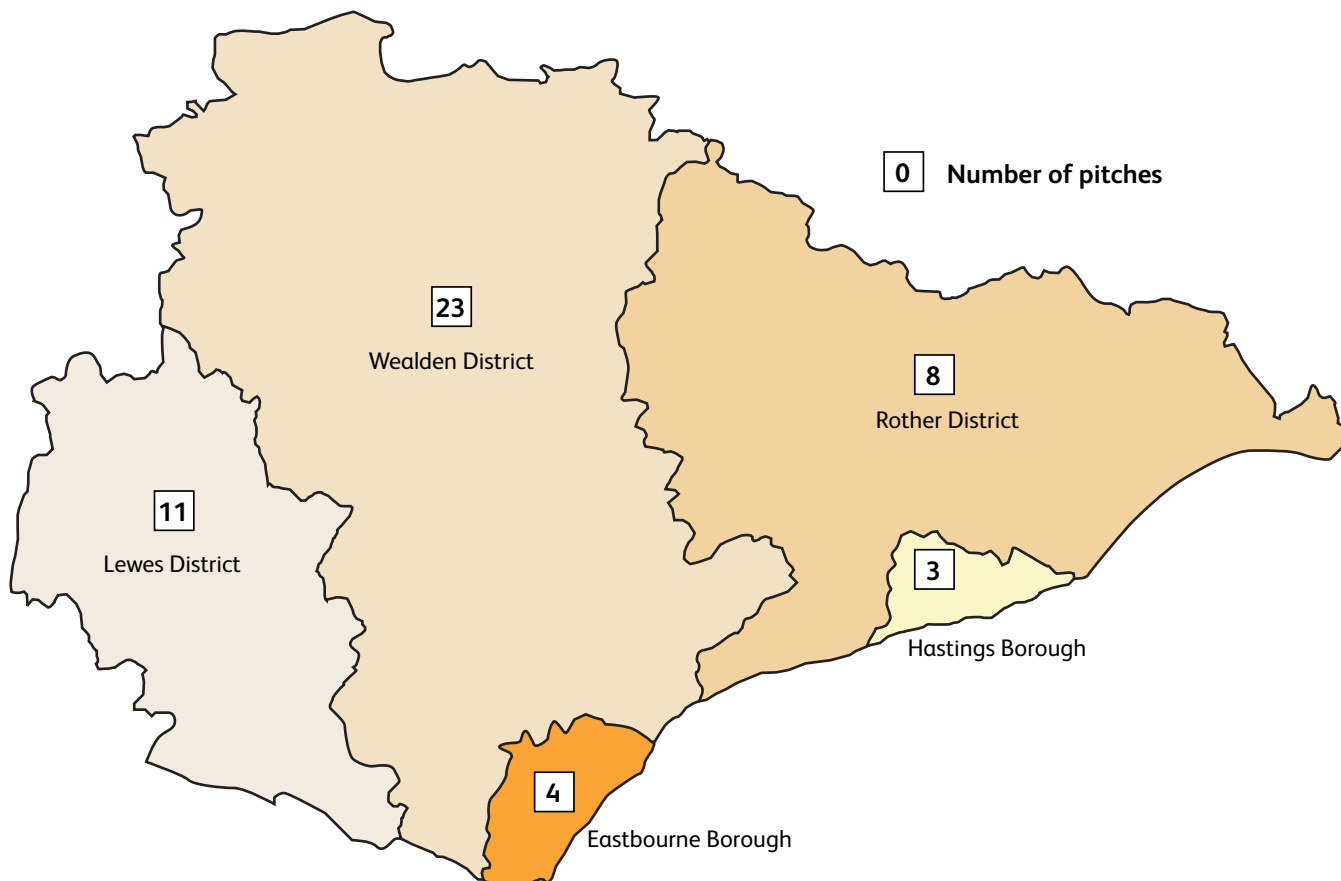 0 Number of pitches
23
Wealden District
8
Rother District
11
Lewes District
3
Hastings Borough
4
Eastbourne Borough